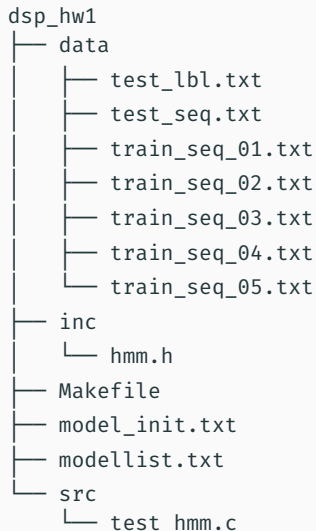 dsp_hw1
├── data
│   ├── test_lbl.txt
│   ├── test_seq.txt
│   ├── train_seq_01.txt
│   ├── train_seq_02.txt
│   ├── train_seq_03.txt
│   ├── train_seq_04.txt
│   └── train_seq_05.txt
├── inc
│   └── hmm.h
├── Makefile
├── model_init.txt
├── modellist.txt
└── src
    └── test_hmm.c